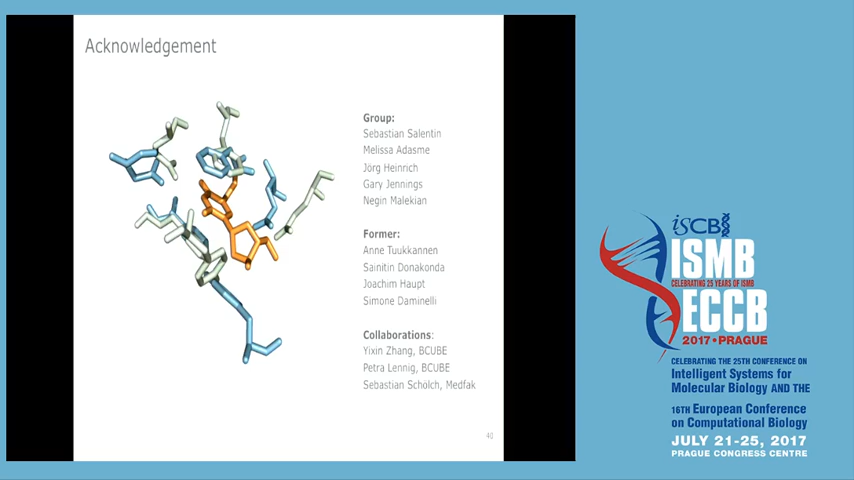 Acknowledgement
Group:
Sebastian Salentin
Melissa Adasme
Jörg Heinrich
Gary Jennings
Negin Malekian
Former:
Anne Tuukkannen
Sainitin Donakonda
Joachim Haupt
Simone Daminelli
Collaborations:
Yixin Zhang, BCUBE
Petra Lennig, BCUBE
Sebastian Schölch, Medfak
40
iSCB
ISMB
CELEBRATING 25 YEARS OF ISMB
ECCB
2017 • PRAGUE
CELEBRATING THE 25TH CONFERENCE ON
Intelligent Systems for
Molecular Biology AND THE
16TH European Conference
on Computational Biology
JULY 21-25, 2017
PRAGUE CONGRESS CENTRE